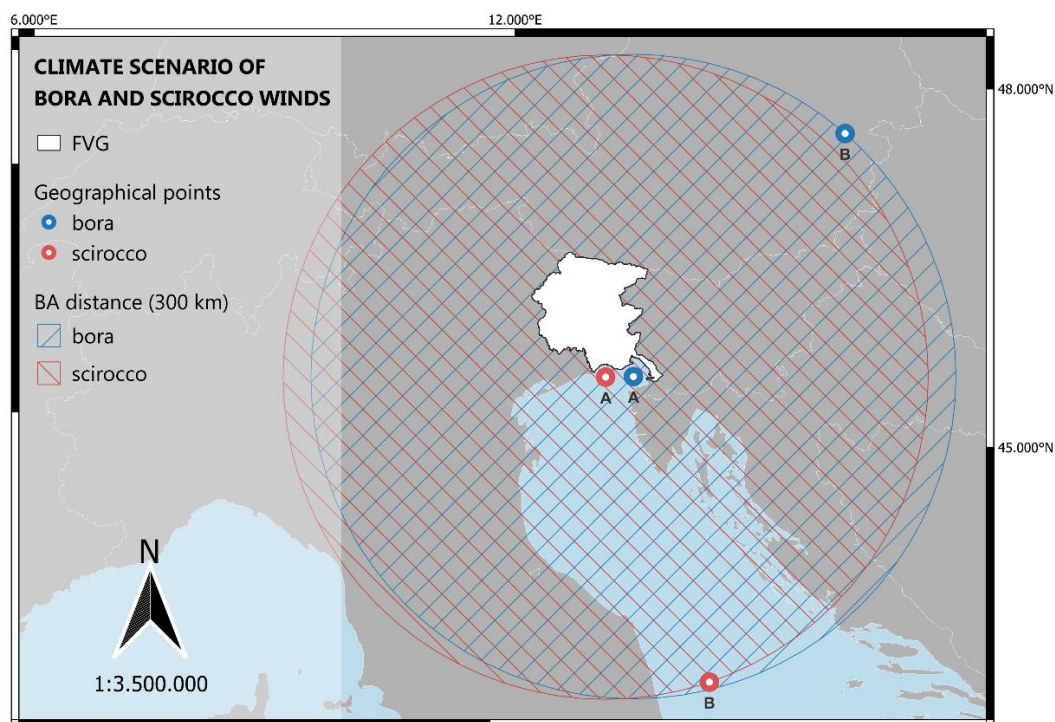 6.000°E
12.000°E
CLIMATE SCENARIO OF
BORA AND SCIROCCO WINDS
FVG
Geographical points
bora
scirocco
BA distance (300 km)
bora
scirocco
N
1:3.500.000
48.000°N
B
A
A
45.000°N
B